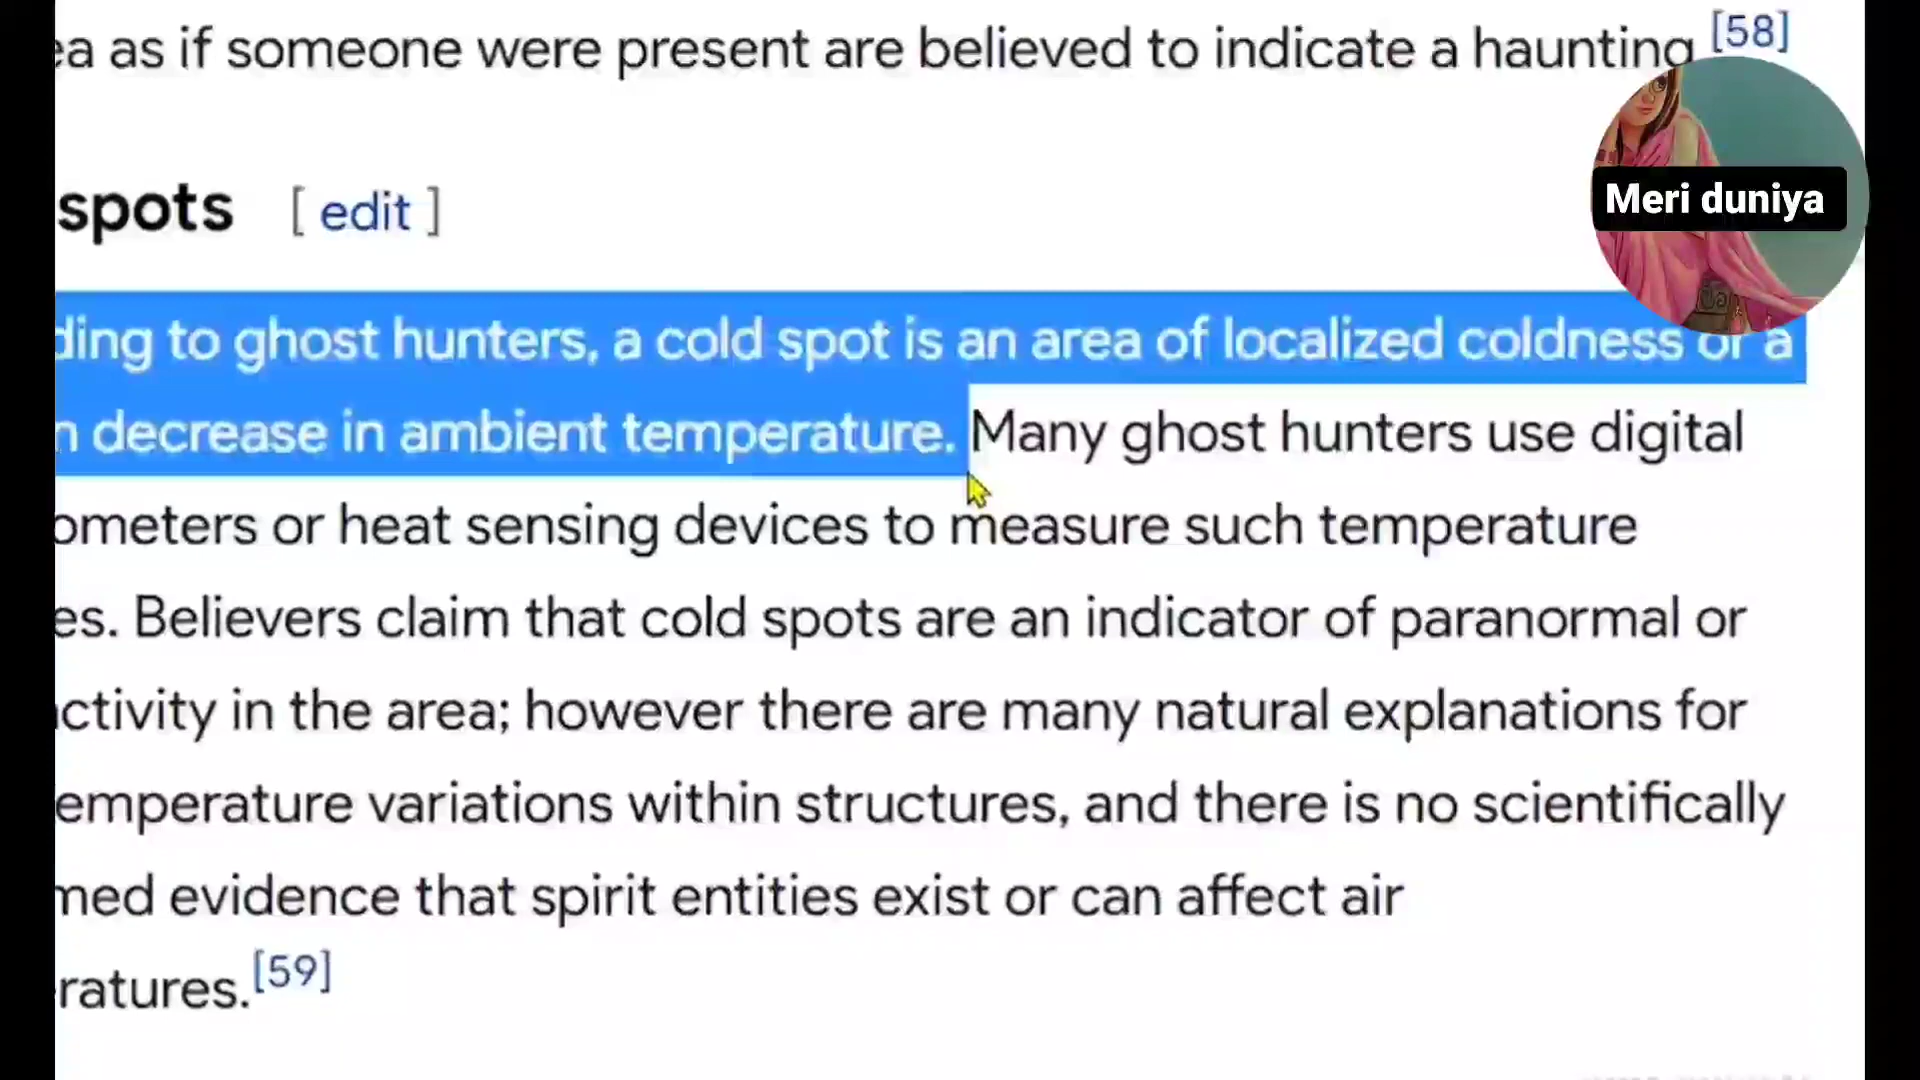 ea as if someone were present are believed to indicate a haunting [58]
spots [ edit ]
ding to ghost hunters, a cold spot is an area of localized coldness or a
n decrease in ambient temperature. Many ghost hunters use digital
ometers or heat sensing devices to measure such temperature
es. Believers claim that cold spots are an indicator of paranormal or
ctivity in the area; however there are many natural explanations for
emperature variations within structures, and there is no scientifically
med evidence that spirit entities exist or can affect air
ratures.[59]
Meri duniya